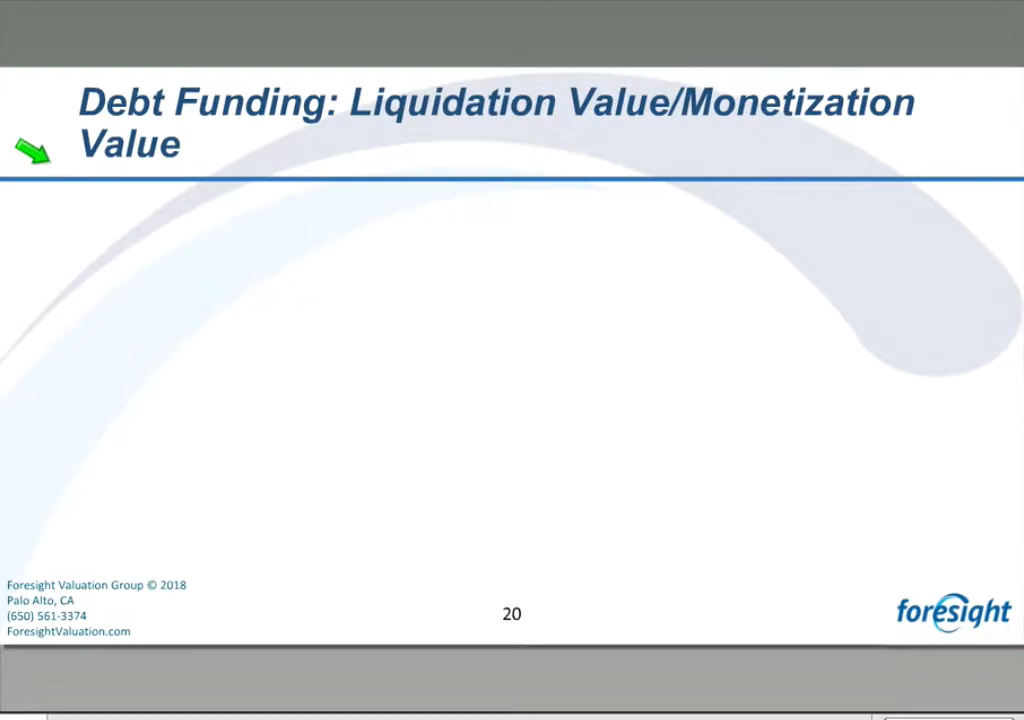 Debt Funding: Liquidation Value/Monetization
Value
Foresight Valuation Group © 2018
Palo Alto, CA
(650) 561-3374
ForesightValuation.com
20
foresight